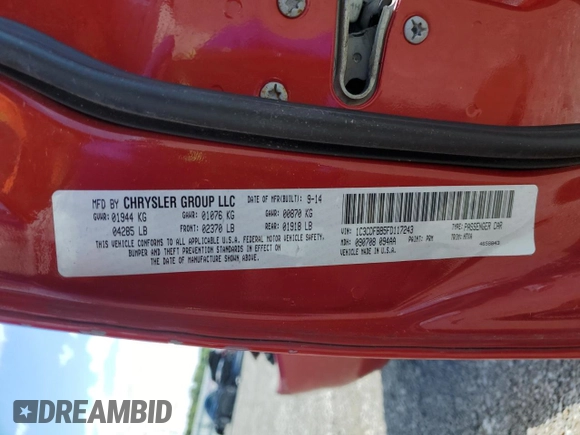 MFD BY CHRYSLER GROUP LLC DATE OF MFR(BUILT): 9-14
GVWR: 01944 KG GAWR: 01076 KG GAWR: 00870 KG
04285 LB FRONT: 02370 LB REAR: 01918 LB
THIS VEHICLE CONFORMS TO ALL APPLICABLE U.S.A. FEDERAL MOTOR VEHICLE SAFETY,
BUMPER AND THEFT PREVENTION STANDARDS IN EFFECT ON
THE DATE OF MANUFACTURE SHOWN ABOVE.
VIN: 1C3CDFBB5FD117243 TYPE: PASSENGER CAR
MDH: 090708 094AA PAINT: TRIM:
VEHICLE MADE IN U.S.A.
DREAMBID